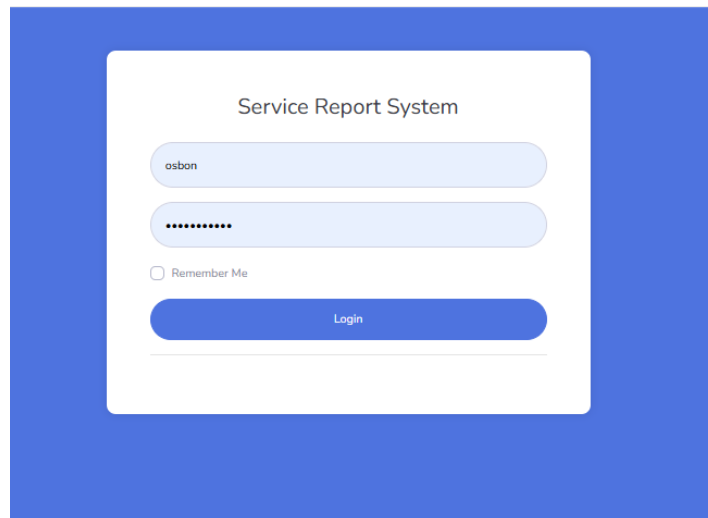 Service Report System
osbon
•••••••••••
Remember Me
Login